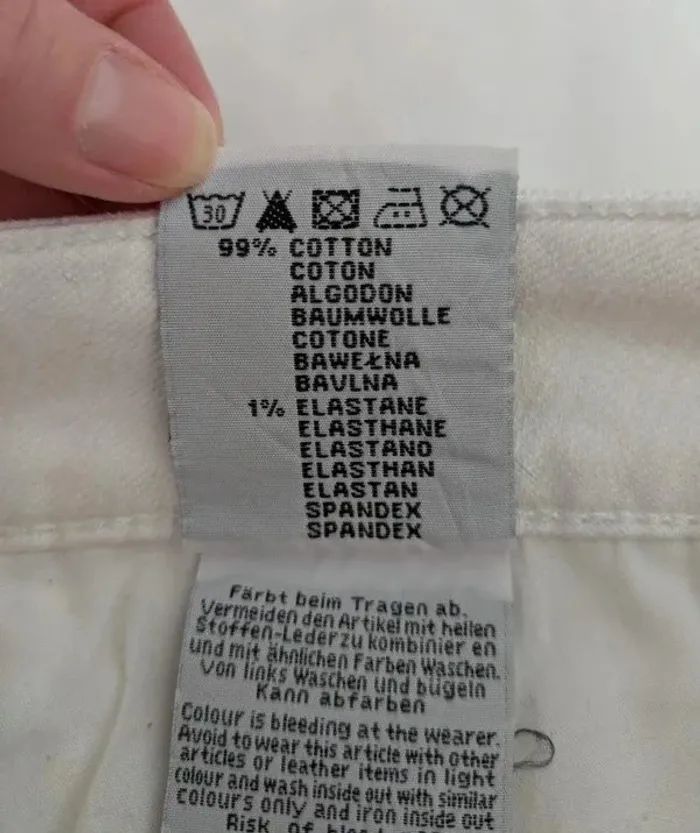 30
99% COTTON
COTON
ALGODON
BAUMWOLLE
COTONE
BAWEŁNA
BAVLNA
1% ELASTANE
ELASTHANE
ELASTANO
ELASTHAN
ELASTAN
SPANDEX
SPANDEX
Färbt beim Tragen ab.
Vermeiden den Artikel mit hellen
Stoffen-Leder zu kombinier en
und mit ähnlichen Farben Waschen.
Von links Waschen und bügeln
Kann abfärben
Colour is bleeding at the wearer.
Avoid to wear this article with other
articles or leather items in light
colour and wash inside out with similar
colours only and iron inside out
Risk of